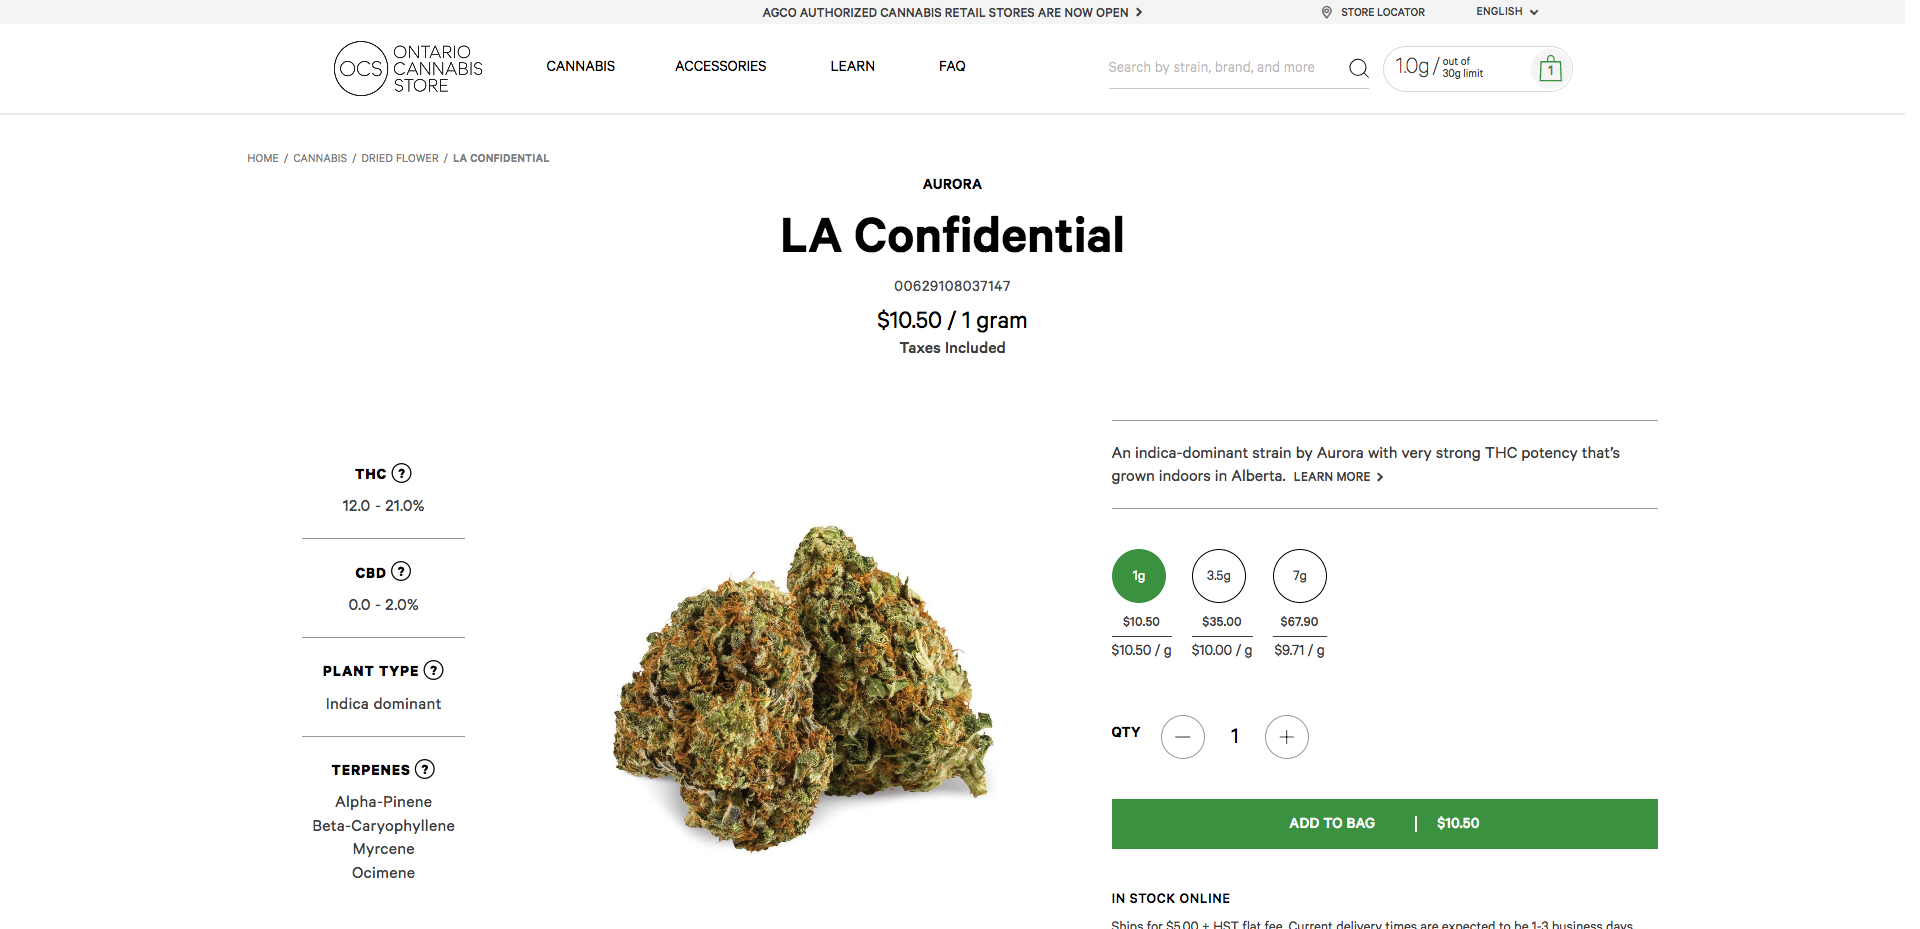 AGCO AUTHORIZED CANNABIS RETAIL STORES ARE NOW OPEN
STORE LOCATOR
ENGLISH
OCS
ONTARIO
CANNABIS
STORE
CANNABIS
ACCESSORIES
LEARN
FAQ
Search by strain, brand, and more
1.0g / out of
30g limit
1
HOME / CANNABIS / DRIED FLOWER / LA CONFIDENTIAL
AURORA
LA Confidential
00629108037147
$10.50 / 1 gram
Taxes Included
THC ?
12.0 - 21.0%
CBD ?
0.0 - 2.0%
PLANT TYPE ?
Indica dominant
TERPENES ?
Alpha-Pinene
Beta-Caryophyllene
Myrcene
Ocimene
An indica-dominant strain by Aurora with very strong THC potency that's
grown indoors in Alberta. LEARN MORE
1g 3.5g 7g
$10.50 $35.00 $67.90
$10.50 / g $10.00 / g $9.71 / g
QTY — 1 +
ADD TO BAG | $10.50
IN STOCK ONLINE
Ships for $5.00 + HST flat fee. Current delivery times are expected to be 1-3 business days.